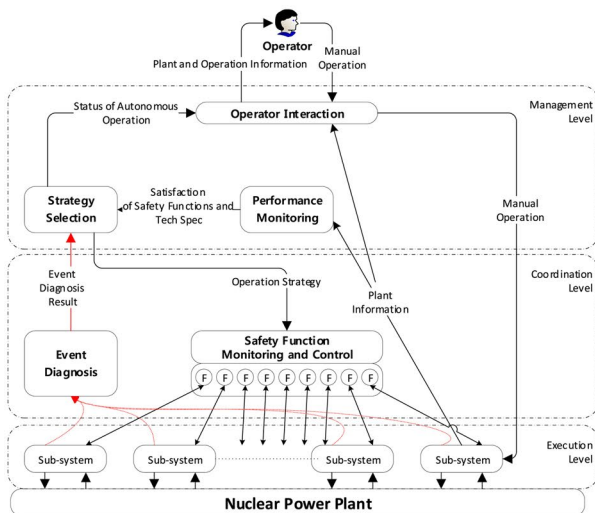 Operator
Plant and Operation Information
Manual
Operation
Status of Autonomous
Operation
Operator Interaction
Management
Level
Strategy
Selection
Satisfaction
of Safety Functions and
Tech Spec
Performance
Monitoring
Manual
Operation
Event
Diagnosis
Result
Operation Strategy
Plant
Information
Coordination
Level
Event
Diagnosis
Safety Function
Monitoring and Control
F F F F F F F F F
Execution
Level
Sub-system Sub-system Sub-system Sub-system
Nuclear Power Plant